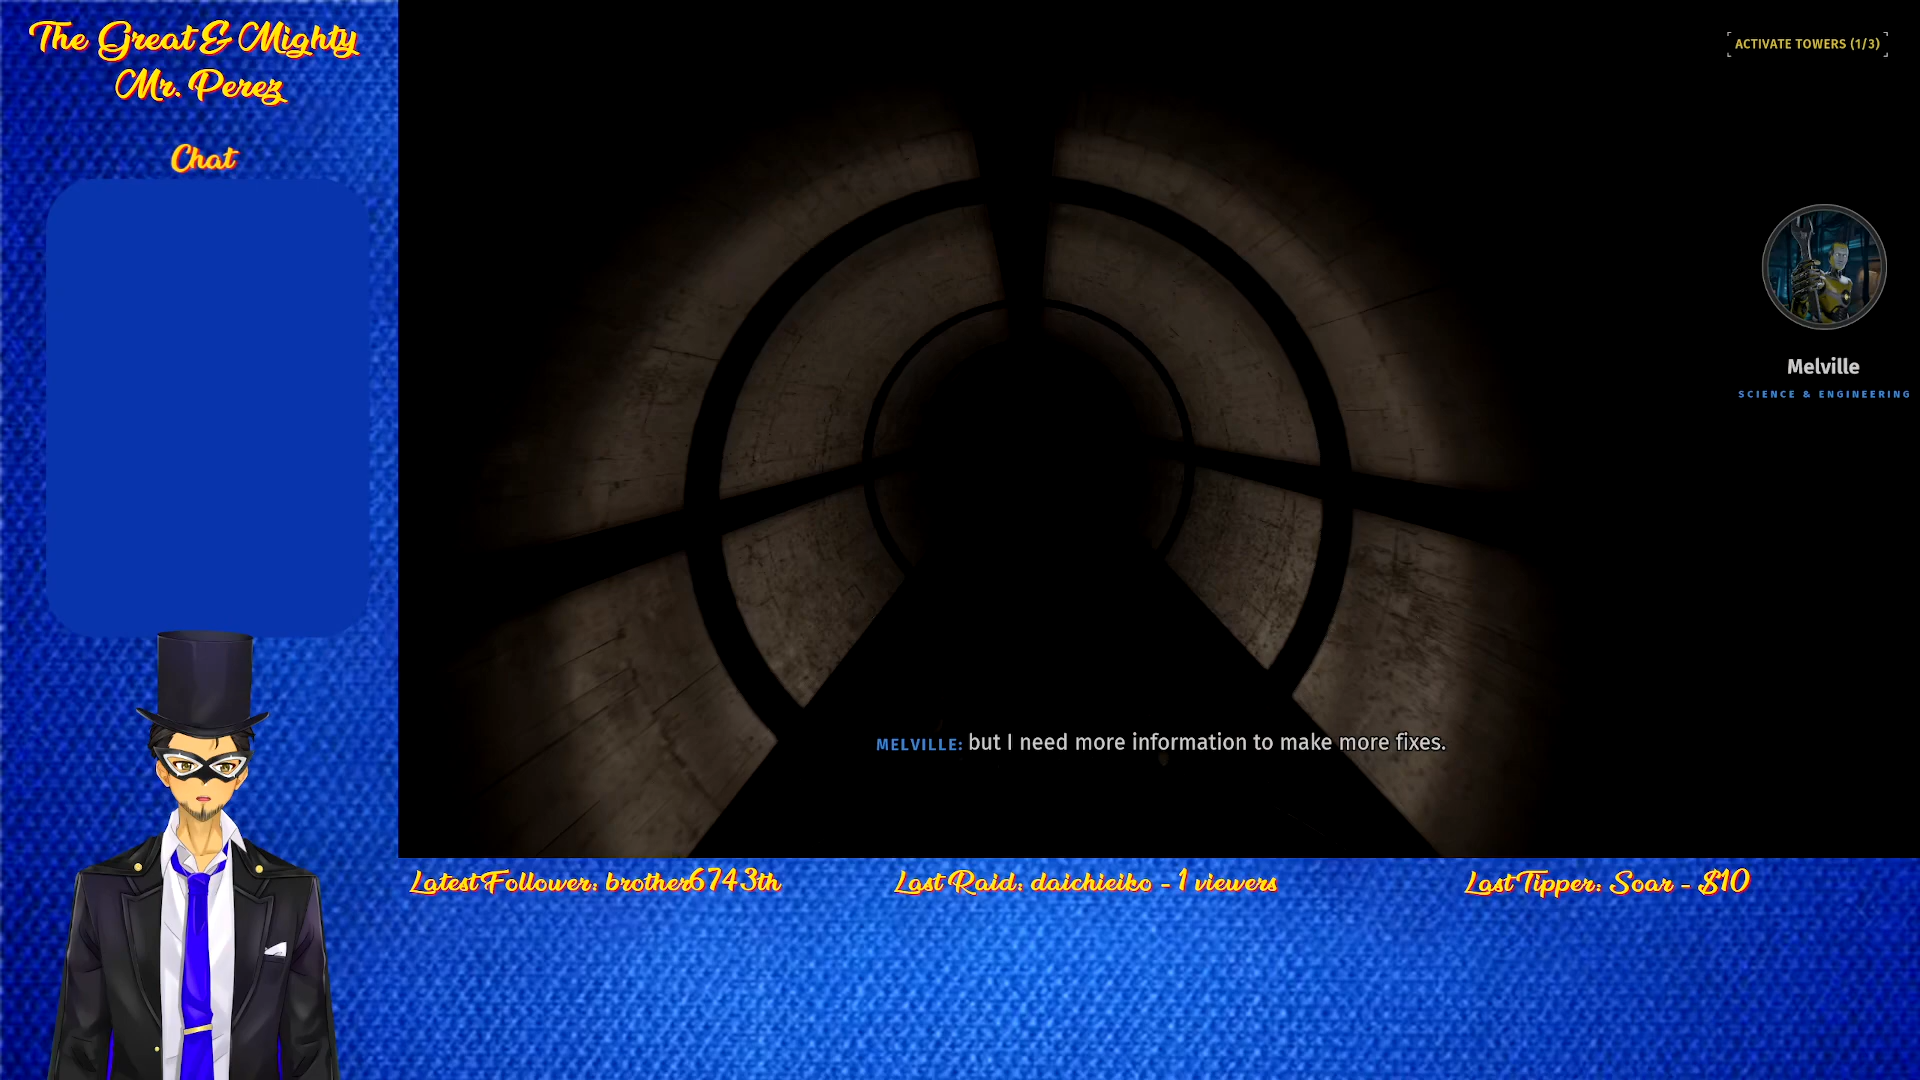 The Great & Mighty
Mr. Perez
Chat
ACTIVATE TOWERS (1/3)
Melville
SCIENCE & ENGINEERING
MELVILLE: but I need more information to make more fixes.
Latest Follower: brother6743th
Last Raid: daichieiko - 1 viewers
Last Tipper: Soar - $10